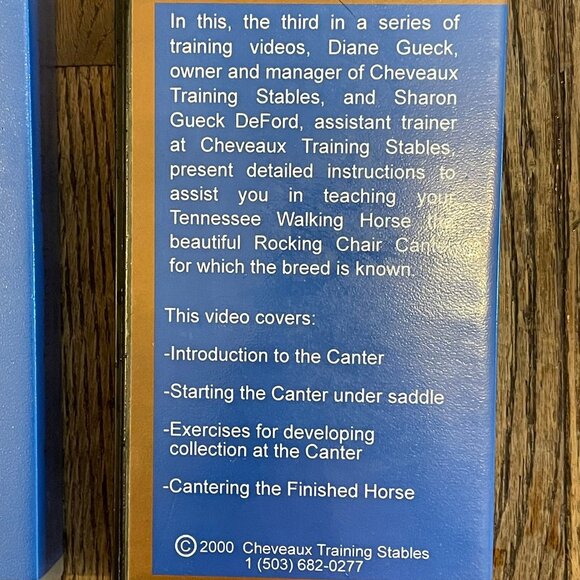 In this, the third in a series of
training videos, Diane Gueck,
owner and manager of Cheveaux
Training Stables, and Sharon
Gueck DeFord, assistant trainer
at Cheveaux Training Stables,
present detailed instructions to
assist you in teaching your
Tennessee Walking Horse the
beautiful Rocking Chair Canter
for which the breed is known.
This video covers:
-Introduction to the Canter
-Starting the Canter under saddle
-Exercises for developing
collection at the Canter
-Cantering the Finished Horse
© 2000 Cheveaux Training Stables
1 (503) 682-0277